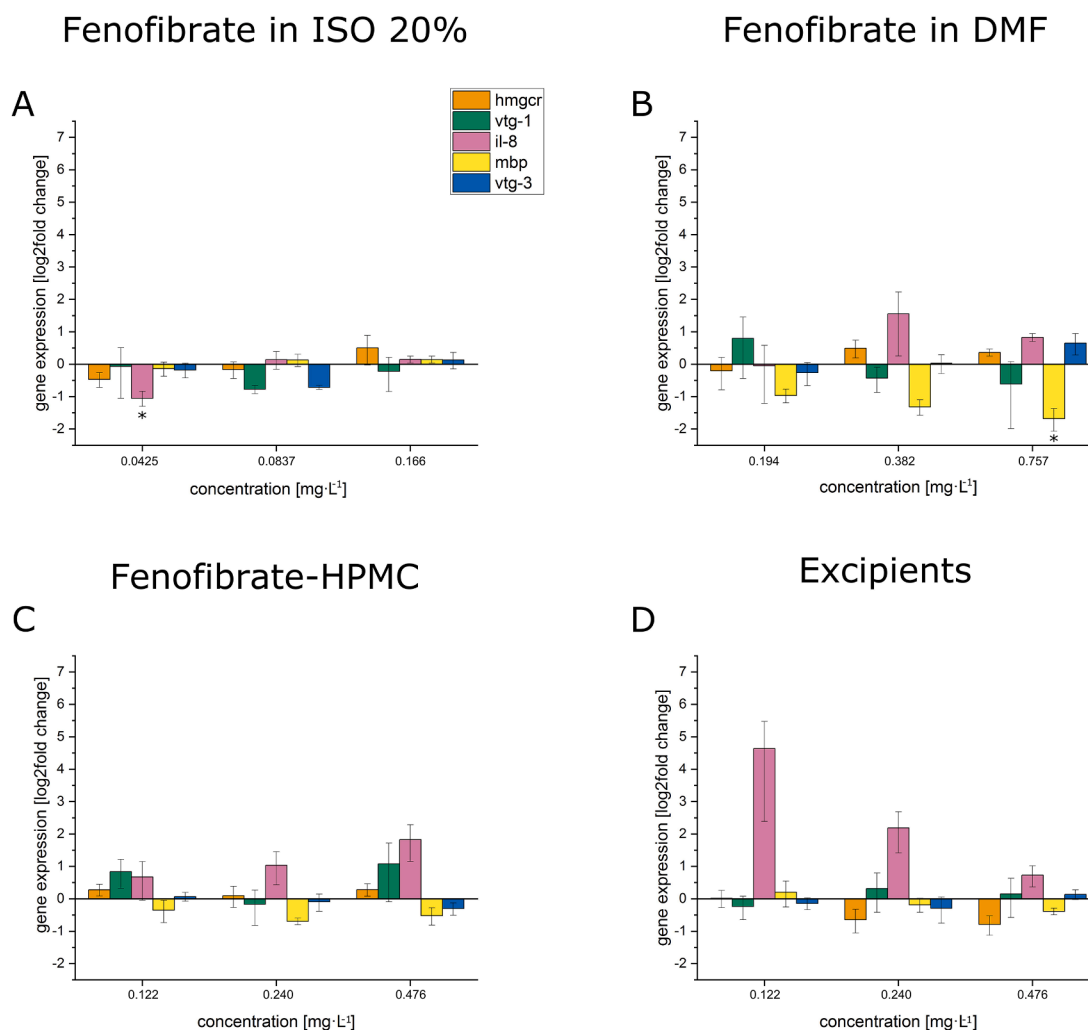 Fenofibrate in ISO 20%
Fenofibrate in DMF
A
hmgcr
vtg-1
il-8
mbp
vtg-3
gene expression [log2fold change]
7
6
5
4
3
2
1
0
-1
-2
*
0.0425 0.0837 0.166
concentration [mg·L⁻¹]
B
gene expression [log2fold change]
7
6
5
4
3
2
1
0
-1
-2
*
0.194 0.382 0.757
concentration [mg·L⁻¹]
Fenofibrate-HPMC
Excipients
C
gene expression [log2fold change]
7
6
5
4
3
2
1
0
-1
-2
0.122 0.240 0.476
concentration [mg·L⁻¹]
D
gene expression [log2fold change]
7
6
5
4
3
2
1
0
-1
-2
0.122 0.240 0.476
concentration [mg·L⁻¹]